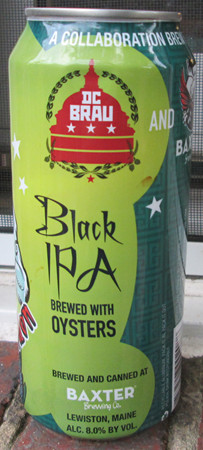 A COLLABORATION BREW
DC
BRAU
AND
BA
Black
IPA
BREWED WITH
OYSTERS
BREWED AND CANNED AT
BAXTER
Brewing Co.
LEWISTON, MAINE
ALC. 8.0% BY VOL.